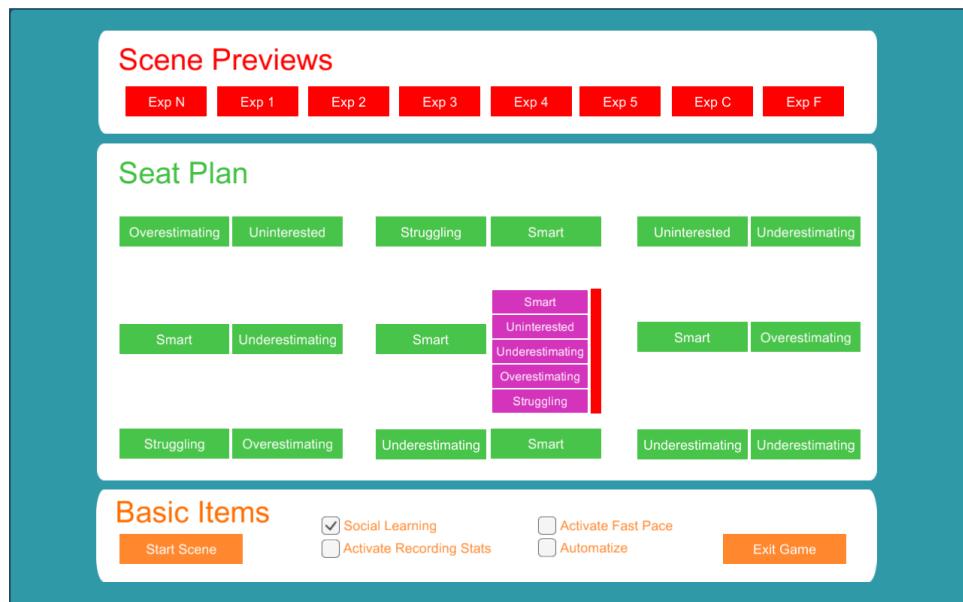 Scene Previews
Exp N Exp 1 Exp 2 Exp 3 Exp 4 Exp 5 Exp C Exp F
Seat Plan
Overestimating Uninterested Struggling Smart Uninterested Underestimating
Smart
Uninterested
Smart Underestimating Smart Smart Overestimating
Underestimating
Overestimating
Struggling
Struggling Overestimating Underestimating Smart Underestimating Underestimating
Basic Items
Social Learning Activate Fast Pace
Start Scene Activate Recording Stats Automatize Exit Game